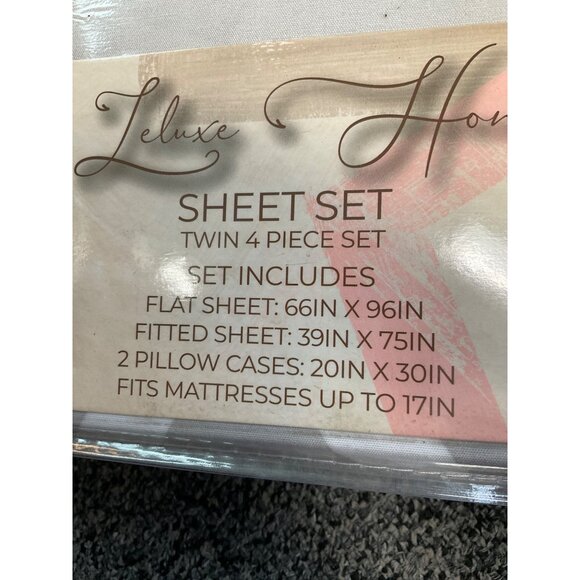 Leluxe Hom
SHEET SET
TWIN 4 PIECE SET
SET INCLUDES
FLAT SHEET: 66IN X 96IN
FITTED SHEET: 39IN X 75IN
2 PILLOW CASES: 20IN X 30IN
FITS MATTRESSES UP TO 17IN